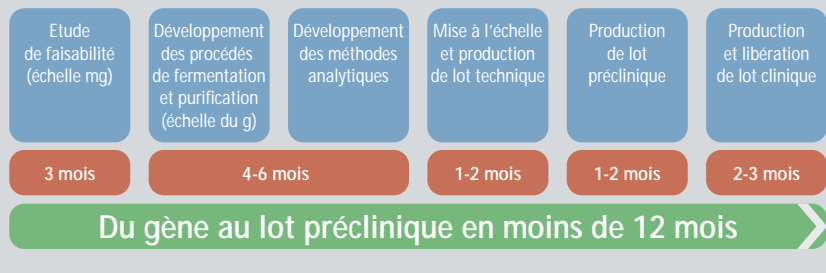 Etude
de faisabilité
(échelle mg)
Développement
des procédés
de fermentation
et purification
(échelle du g)
Développement
des méthodes
analytiques
Mise à l'échelle
et production
de lot technique
Production
de lot
préclinique
Production
et libération
de lot clinique
3 mois
4-6 mois
1-2 mois
1-2 mois
2-3 mois
Du gène au lot préclinique en moins de 12 mois